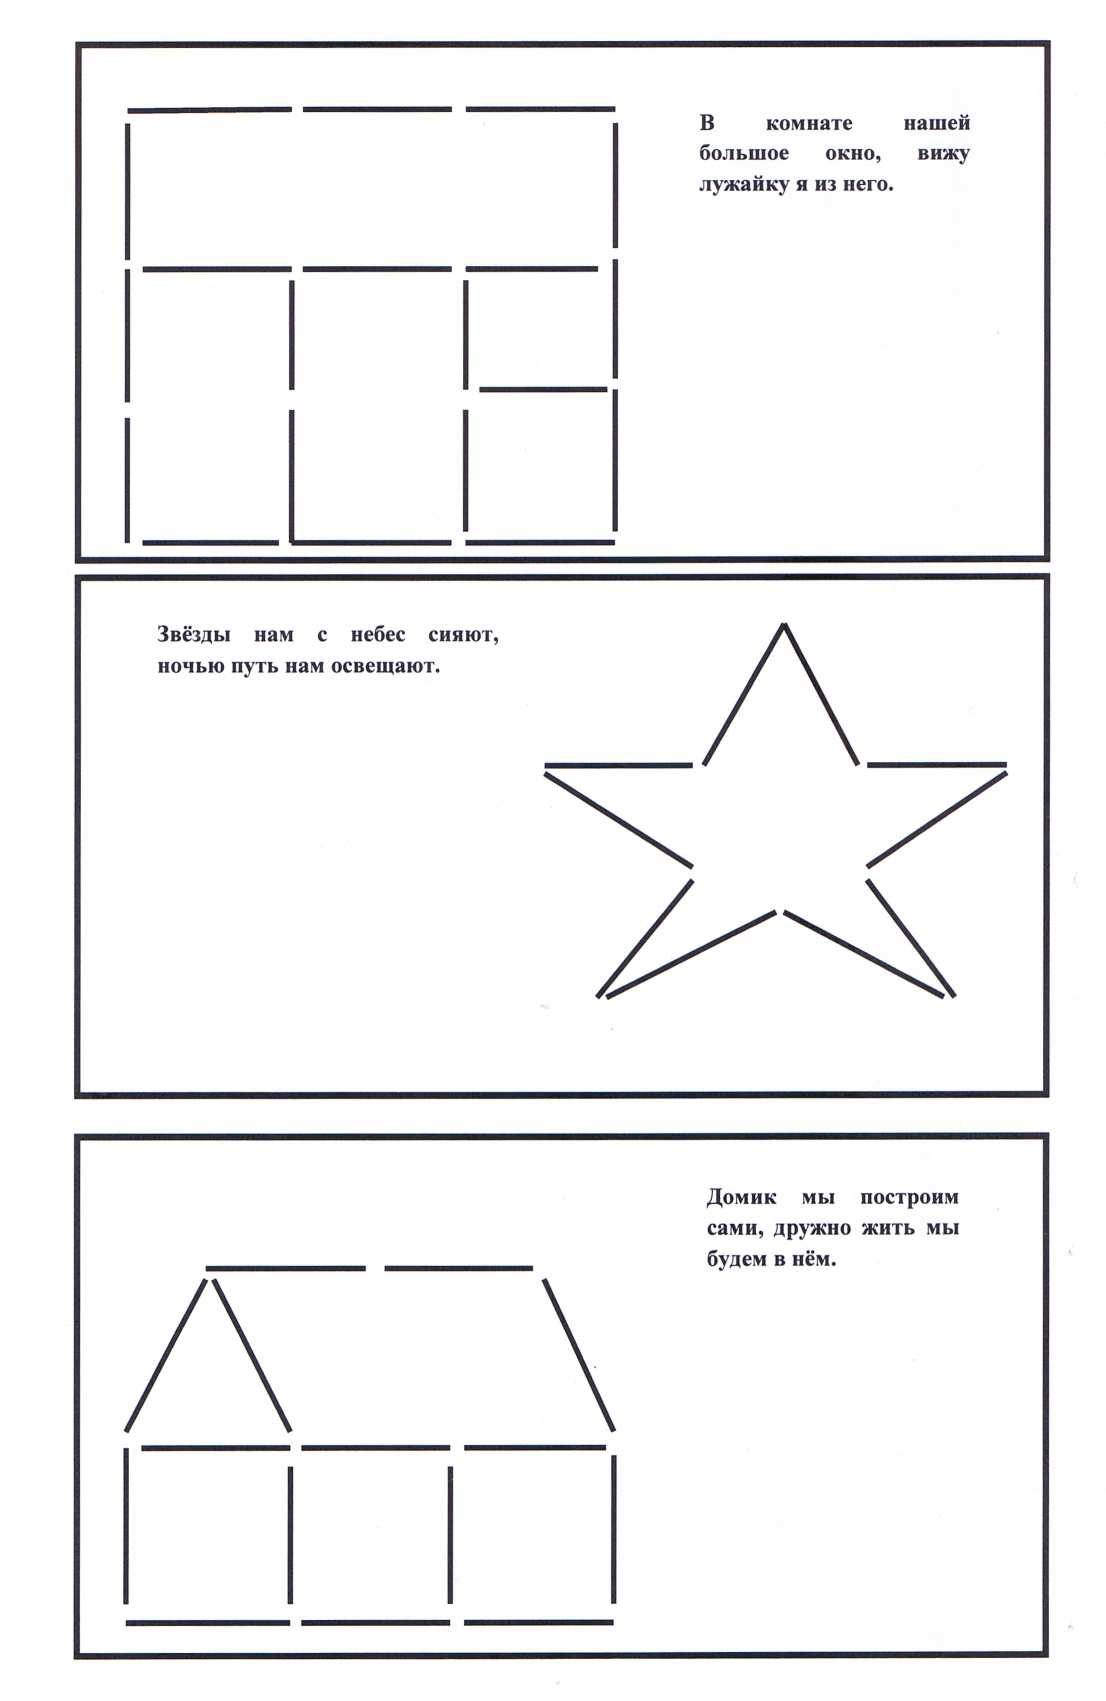 В комнате нашей
большое окно, вижу
лужайку я из него.
Звёзды нам с небес сияют,
ночью путь нам освещают.
Домик мы построим
сами, дружно жить мы
будем в нём.